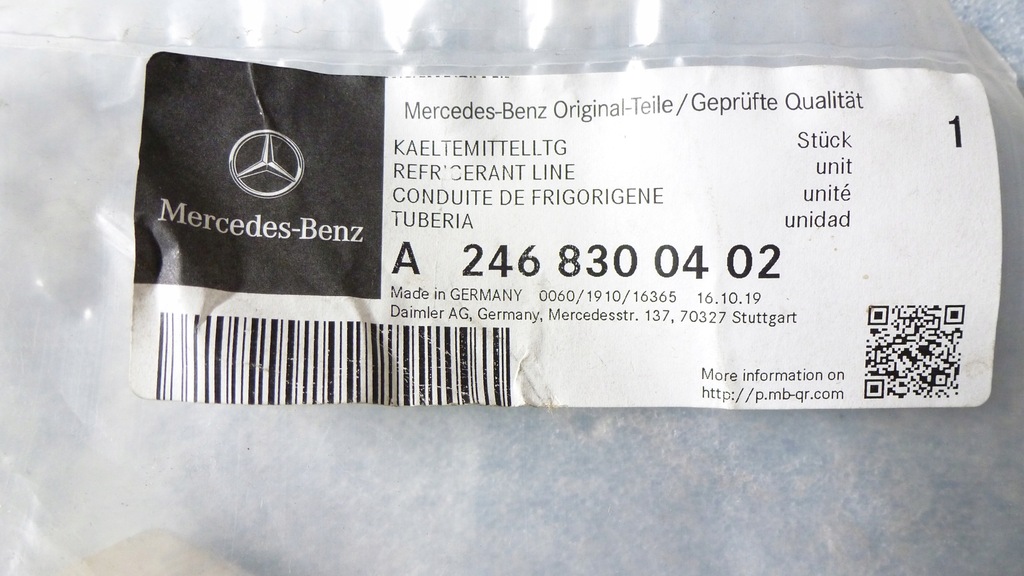 Mercedes-Benz
Mercedes-Benz Original-Teile/Geprüfte Qualität
KAELTEMITTELLTG Stück 1
REFRIGERANT LINE unit
CONDUITE DE FRIGORIGENE unité
TUBERIA unidad
A 246 830 04 02
Made in GERMANY 0060/1910/16365 16.10.19
Daimler AG, Germany, Mercedesstr. 137, 70327 Stuttgart
More information on
http://p.mb-qr.com